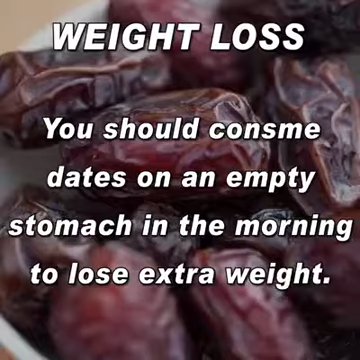 WEIGHT LOSS
You should consme
dates on an empty
stomach in the morning
to lose extra weight.